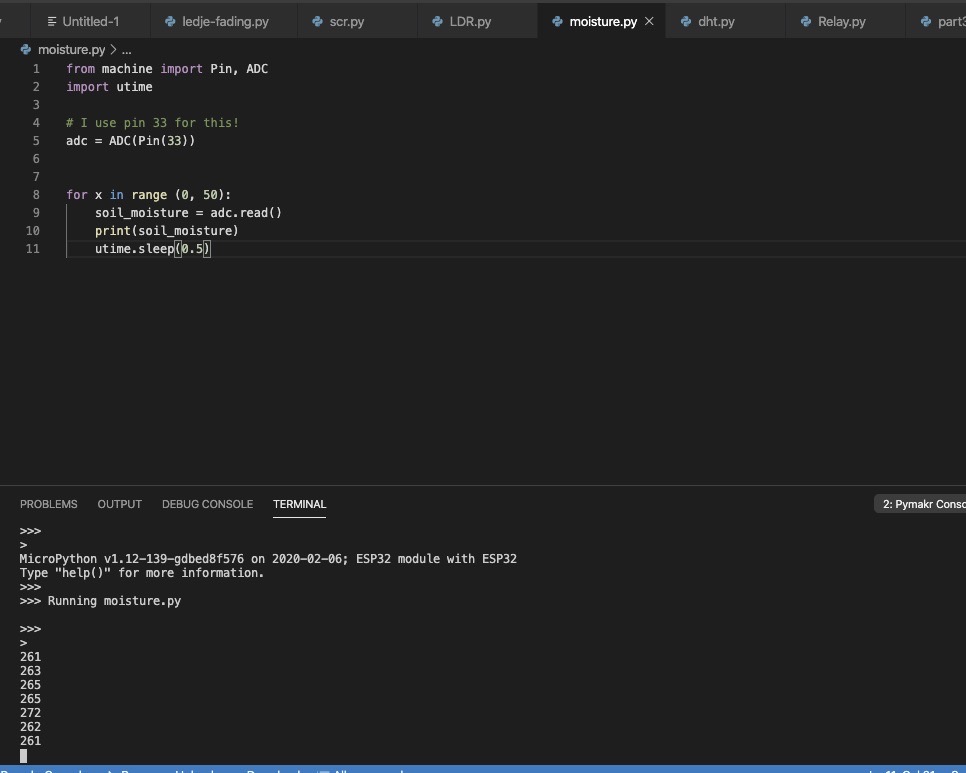 Untitled-1 ledje-fading.py scr.py LDR.py moisture.py dht.py Relay.py
moisture.py > ...
1 from machine import Pin, ADC
2 import utime
3
4 # I use pin 33 for this!
5 adc = ADC(Pin(33))
6
7
8 for x in range (0, 50):
9 soil_moisture = adc.read()
10 print(soil_moisture)
11 utime.sleep(0.5)
PROBLEMS OUTPUT DEBUG CONSOLE TERMINAL 2: Pymakr
>>>
>
MicroPython v1.12-139-gdbed8f576 on 2020-02-06; ESP32 module with ESP32
Type "help()" for more information.
>>>
>>> Running moisture.py
>>>
>
261
263
265
265
272
262
261